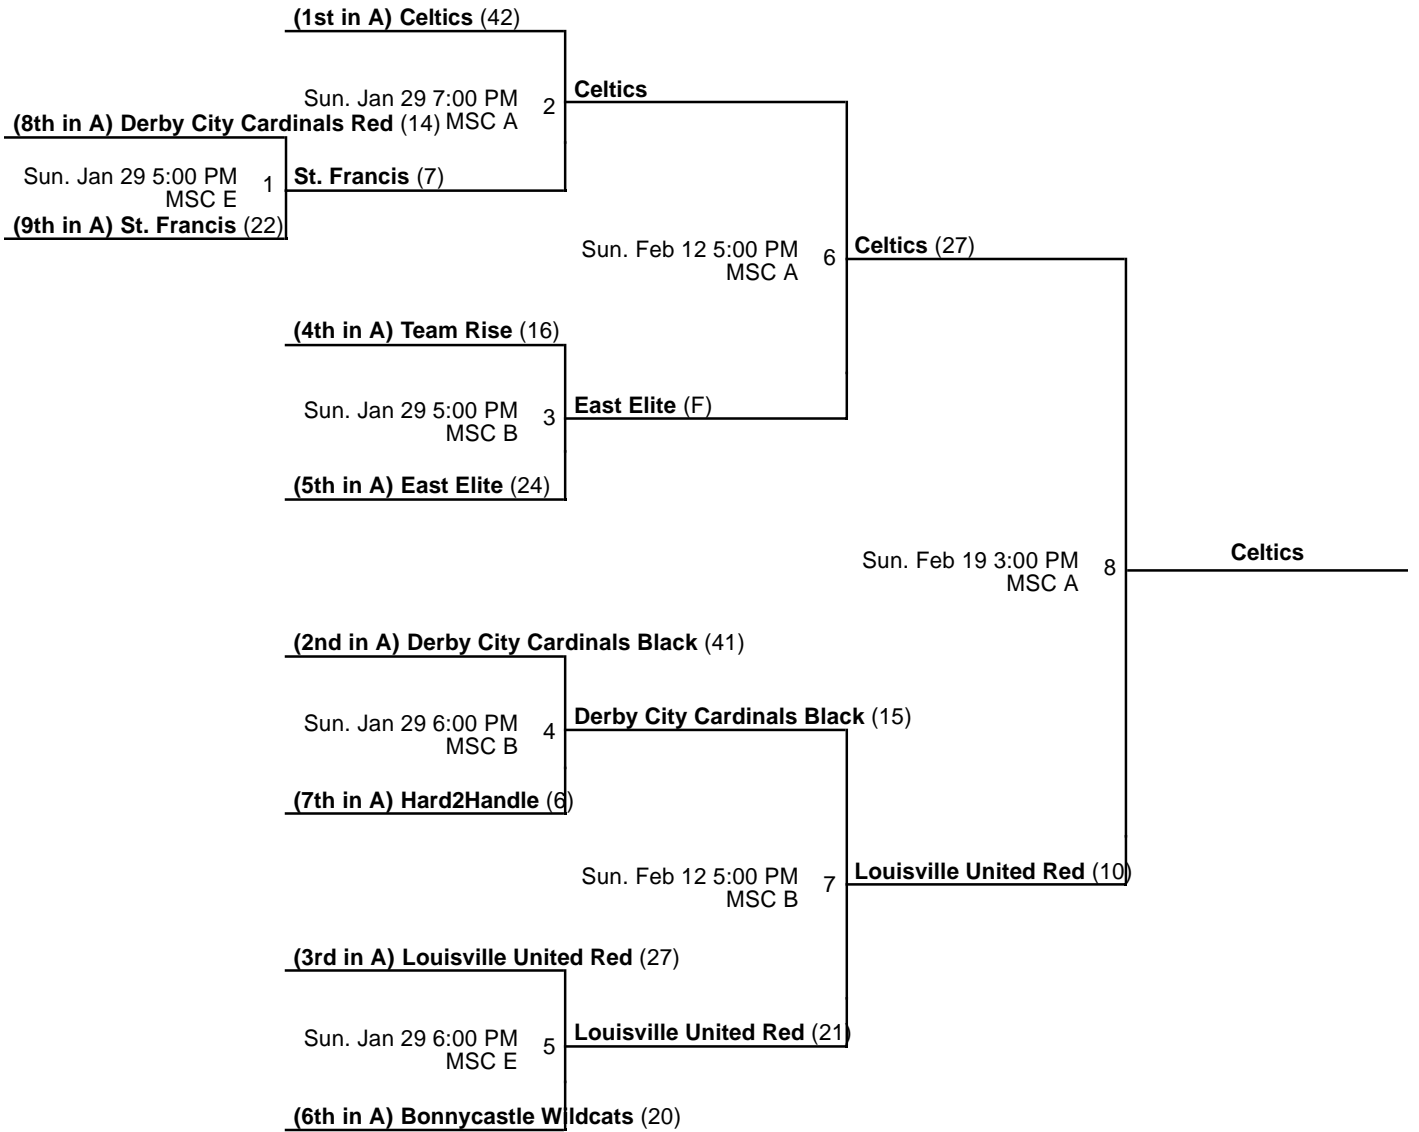 (1st in A) Celtics (42)
Sun. Jan 29 7:00 PM
MSC A
2
Celtics
(8th in A) Derby City Cardinals Red (14)
Sun. Jan 29 5:00 PM
MSC E
1
St. Francis (7)
(9th in A) St. Francis (22)
Sun. Feb 12 5:00 PM
MSC A
6
Celtics (27)
(4th in A) Team Rise (16)
Sun. Jan 29 5:00 PM
MSC B
3
East Elite (F)
(5th in A) East Elite (24)
Sun. Feb 19 3:00 PM
MSC A
8
Celtics
(2nd in A) Derby City Cardinals Black (41)
Sun. Jan 29 6:00 PM
MSC B
4
Derby City Cardinals Black (15)
(7th in A) Hard2Handle (6)
Sun. Feb 12 5:00 PM
MSC B
7
Louisville United Red (10)
(3rd in A) Louisville United Red (27)
Sun. Jan 29 6:00 PM
MSC E
5
Louisville United Red (21)
(6th in A) Bonnycastle Wildcats (20)